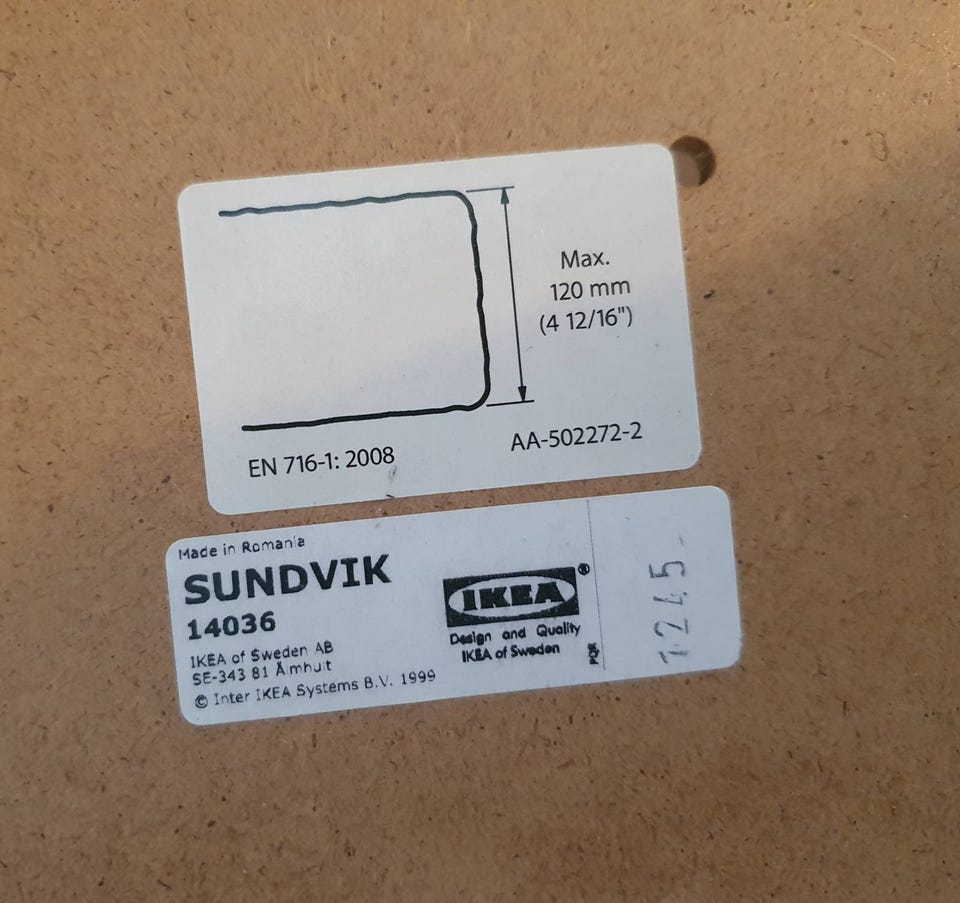 Max.
120 mm
(4 12/16")
EN 716-1: 2008
AA-502272-2
Made in Romania
SUNDVIK
14036
IKEA of Sweden AB
SE-343 81 Älmhult
© Inter IKEA Systems B.V. 1999
IKEA®
Design and Quality
IKEA of Sweden